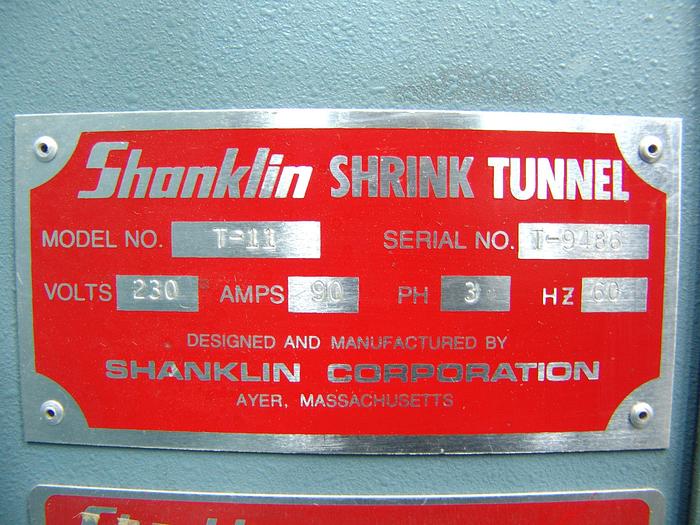 Shanklin SHRINK TUNNEL
MODEL NO. T-11 SERIAL NO. T-9486
VOLTS 230 AMPS 90 PH 3 HZ 60
DESIGNED AND MANUFACTURED BY
SHANKLIN CORPORATION
AYER, MASSACHUSETTS